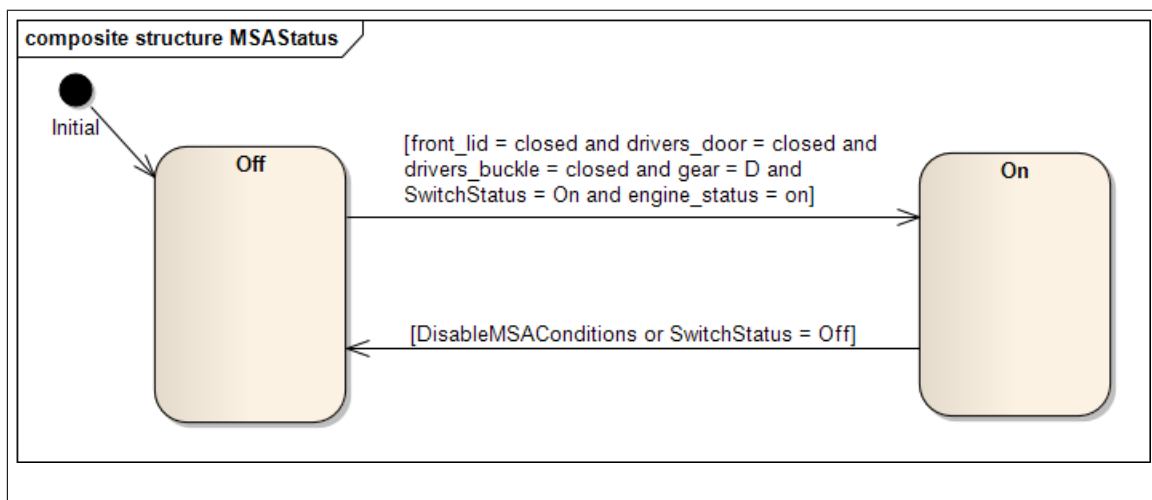 composite structure MSAStatus
Initial
Off
[front_lid = closed and drivers_door = closed and
drivers_buckle = closed and gear = D and
SwitchStatus = On and engine_status = on]
On
[DisableMSAConditions or SwitchStatus = Off]